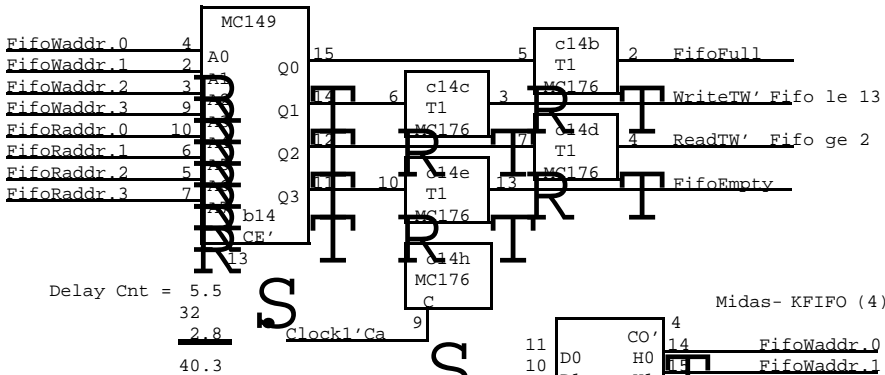 MC149
FifoWaddr.0 4 A0 15 5 c14b 2 FifoFull
FifoWaddr.1 2 A1 Q0 T1
FifoWaddr.2 3 c14c MC176
FifoWaddr.3 9 Q1 14 6 T1 3 WriteTW' Fifo le 13
FifoRaddr.0 10 MC176 c14d
FifoRaddr.1 6 Q2 12 7 T1 4 ReadTW' Fifo ge 2
FifoRaddr.2 5 c14e MC176
FifoRaddr.3 7 Q3 11 10 T1 13 FifoEmpty
b14 MC176
CE'
13 c14h
MC176
C
Delay Cnt = 5.5 S
32
2.8
40.3
Clock1'Ca 9
S
Midas- KFIFO (4)
4
CO'
11 D0 H0 14 FifoWaddr.0
10 15 FifoWaddr.1